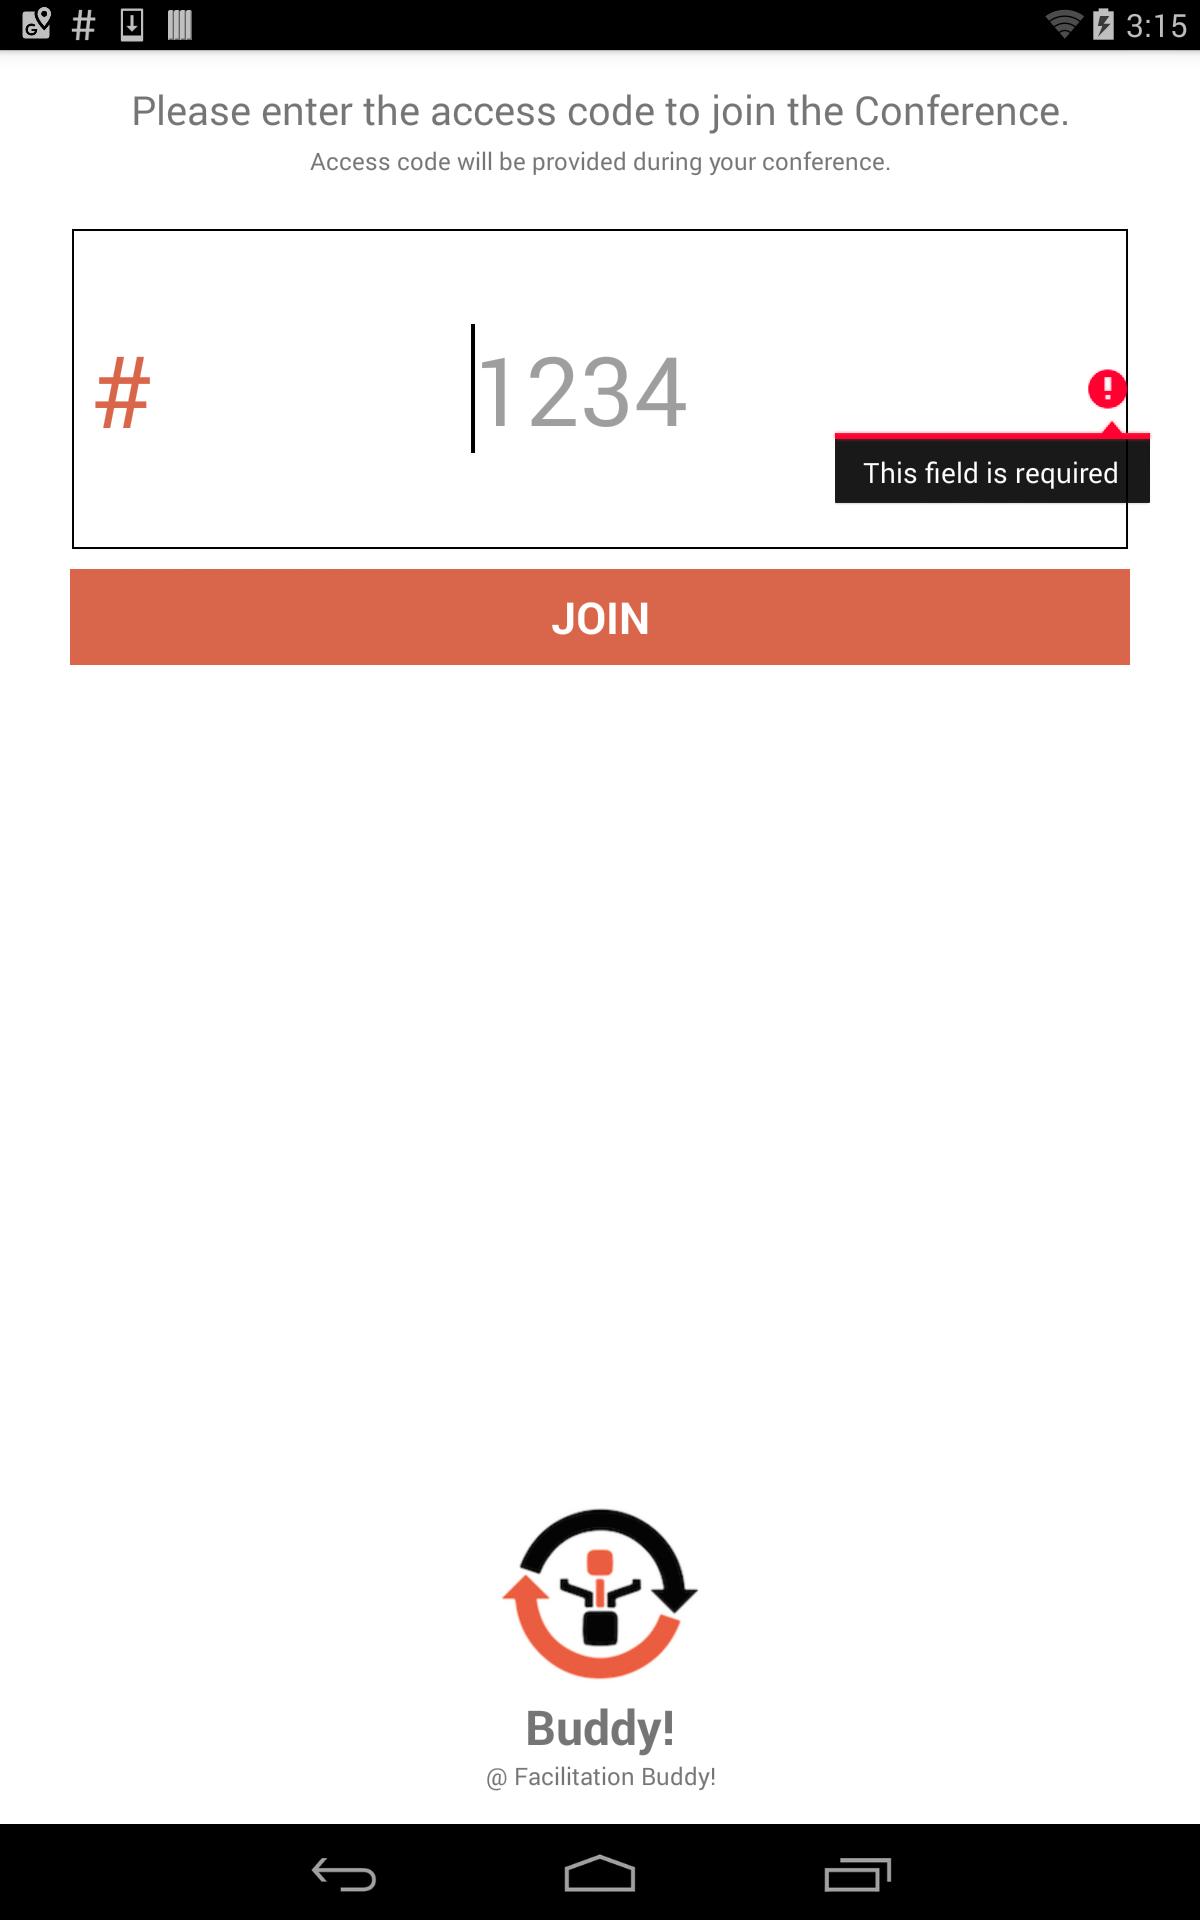 3:15
Please enter the access code to join the Conference.
Access code will be provided during your conference.
# 1234
This field is required
JOIN
Buddy!
@ Facilitation Buddy!